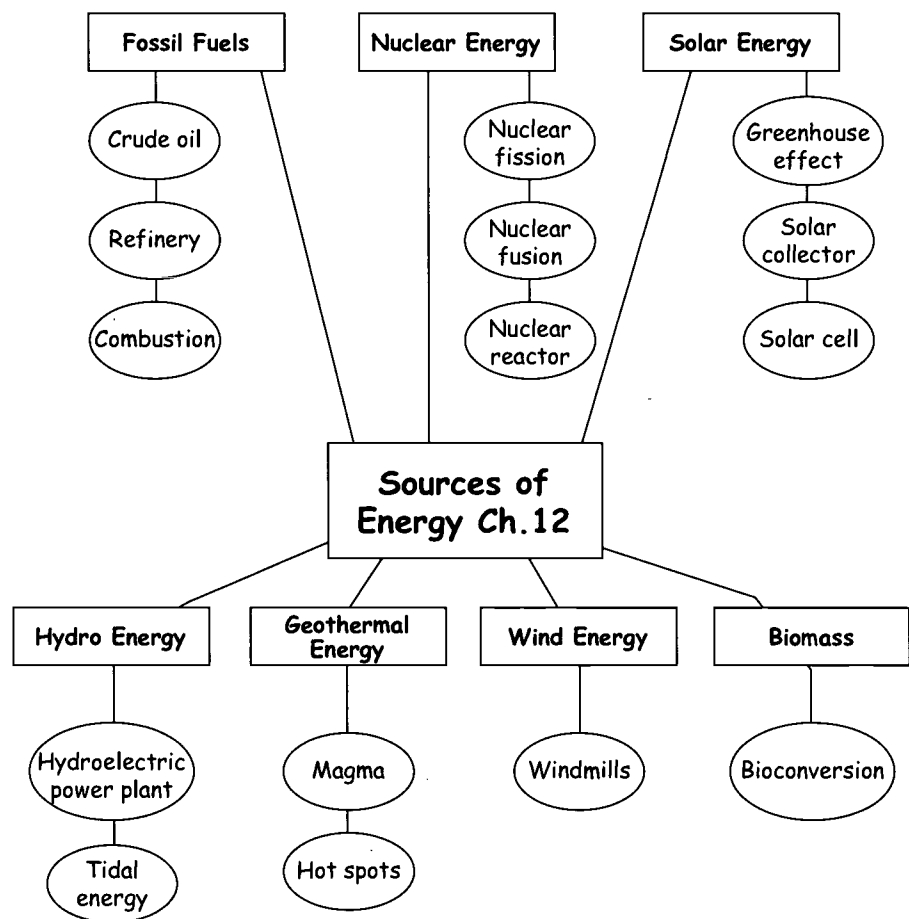 Fossil Fuels
Crude oil
Refinery
Combustion
Nuclear Energy
Nuclear
fission
Nuclear
fusion
Nuclear
reactor
Solar Energy
Greenhouse
effect
Solar
collector
Solar cell
Sources of
Energy Ch.12
Hydro Energy
Hydroelectric
power plant
Tidal
energy
Geothermal
Energy
Magma
Hot spots
Wind Energy
Windmills
Biomass
Bioconversion